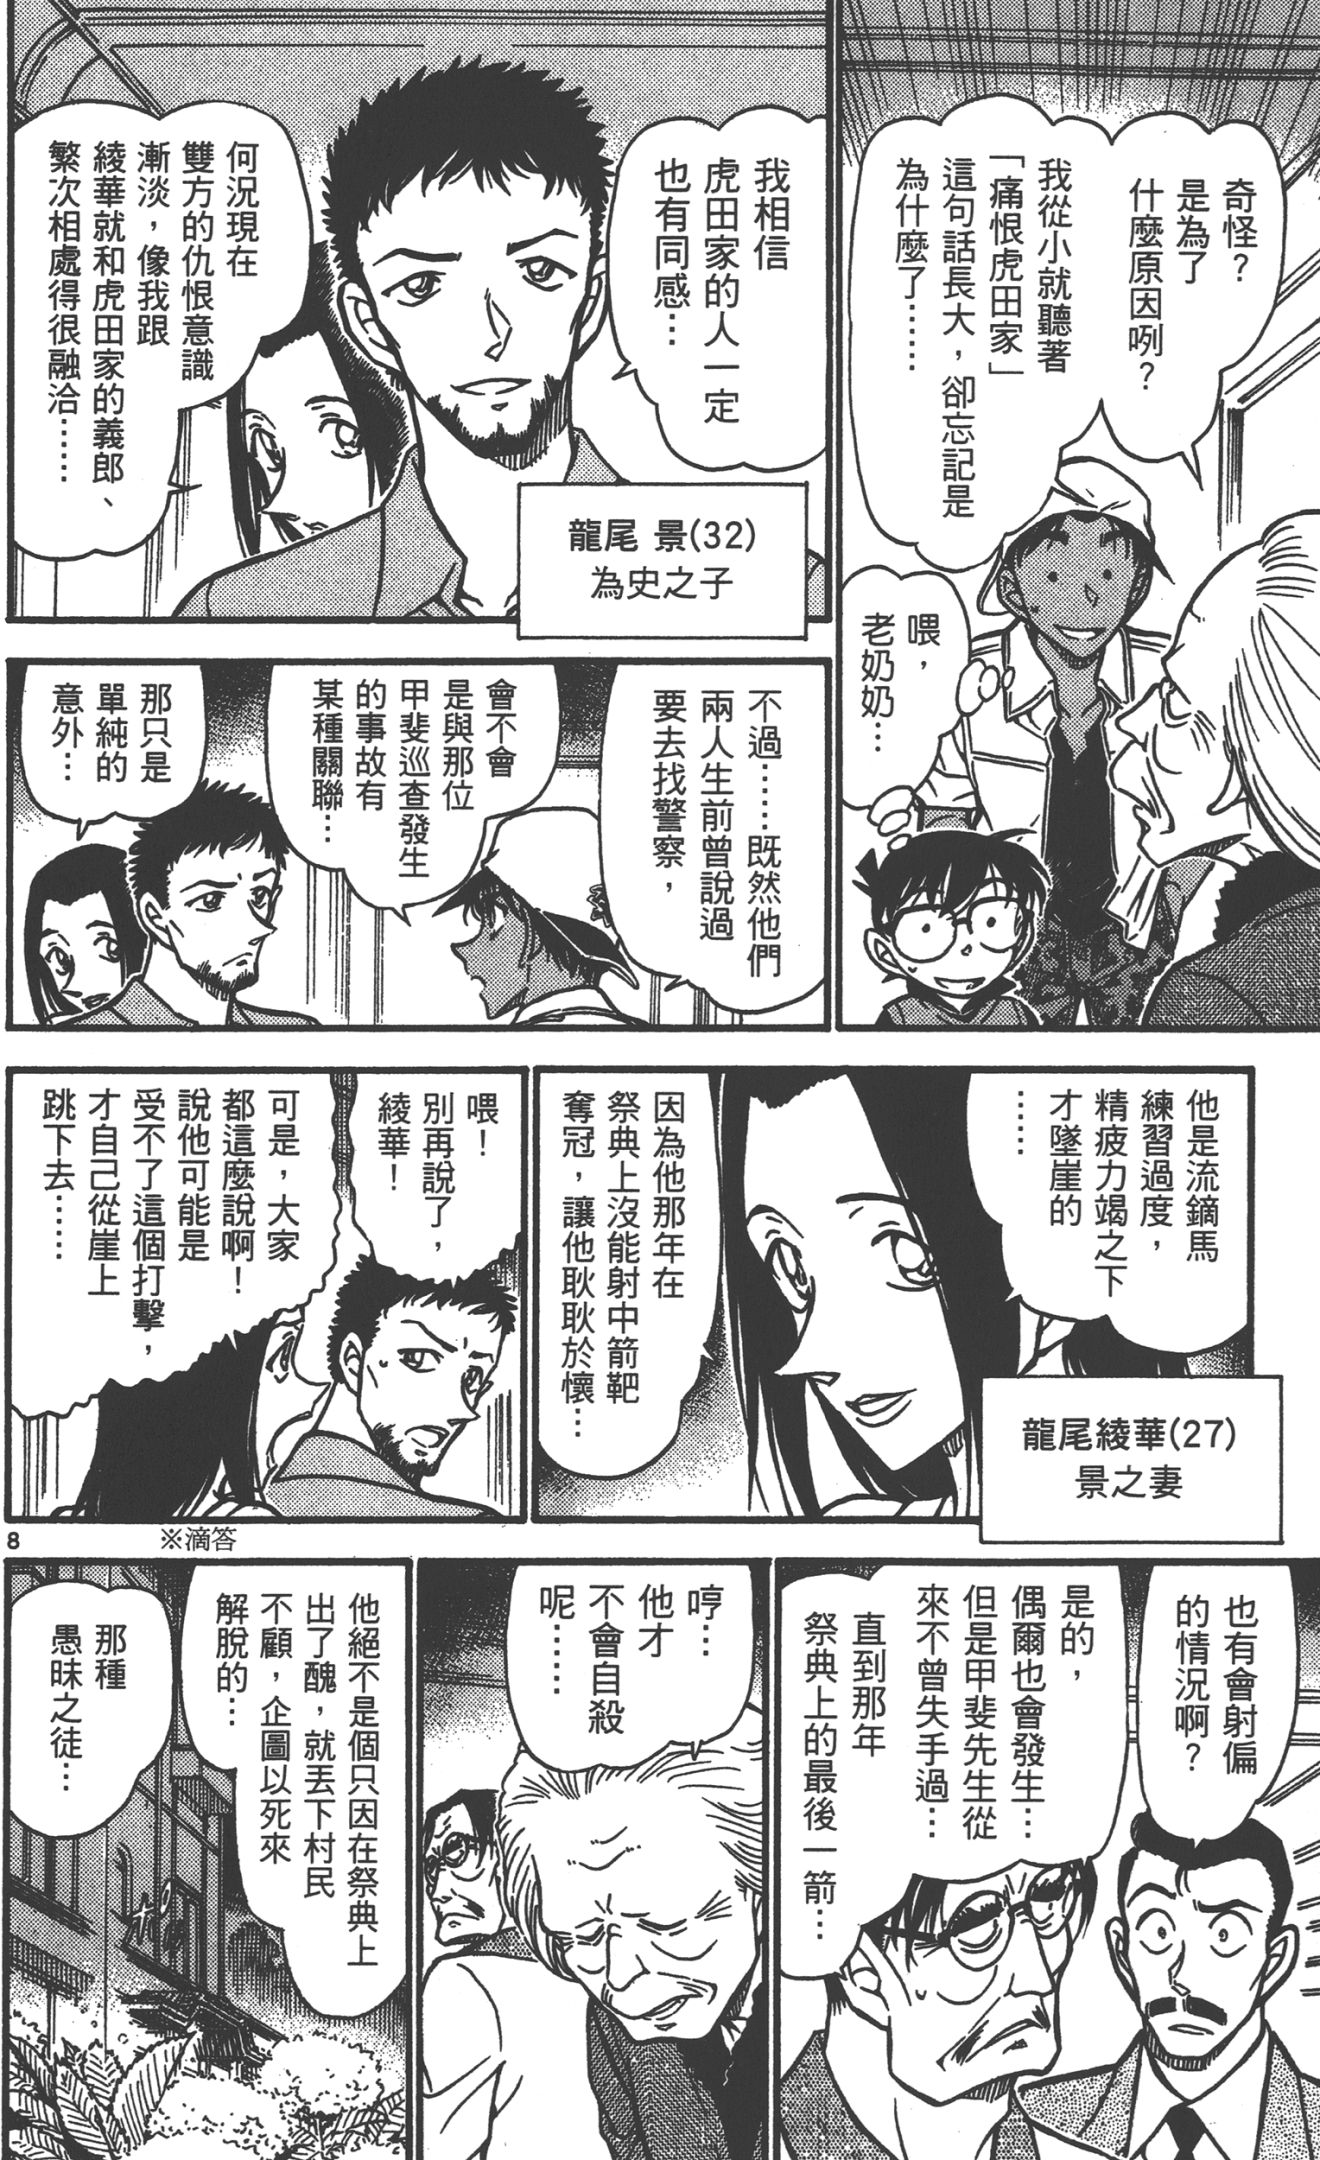 奇怪？
是為了
什麼原因咧？
我從小就聽著
「痛恨虎田家」
這句話長大，卻忘記是
為什麼了……
喂，
老奶奶…
我相信
虎田家的人一定
也有同感…
何況現在
雙方的仇恨意識
漸淡，像我跟
綾華就和虎田家的義郎、
繁次相處得很融洽……
龍尾 景(32)
為史之子
不過……既然他們
兩人生前曾說過
要去找警察，
會不會
是與那位
甲斐巡查發生
的事故有
某種關聯…
那只是
單純的
意外…
他是流鏑馬
練習過度，
精疲力竭之下
才墜崖的
……
因為他那年在
祭典上沒能射中箭靶
奪冠，讓他耿耿於懷…
龍尾綾華(27)
景之妻
喂！
別再說了，
綾華！
可是，大家
都這麼說啊！
說他可能是
受不了這個打擊，
才自己從崖上
跳下去……
8
※滴答
也有會射偏
的情況啊？
是的，
偶爾也會發生…
但是甲斐先生從
來不曾失手過…
直到那年
祭典上的最後一箭…
哼…
他才
不會自殺
呢……
他絕不是個只因在祭典上
出了醜，就丟下村民
不顧，企圖以死來
解脫的…
那種
愚昧之徒…